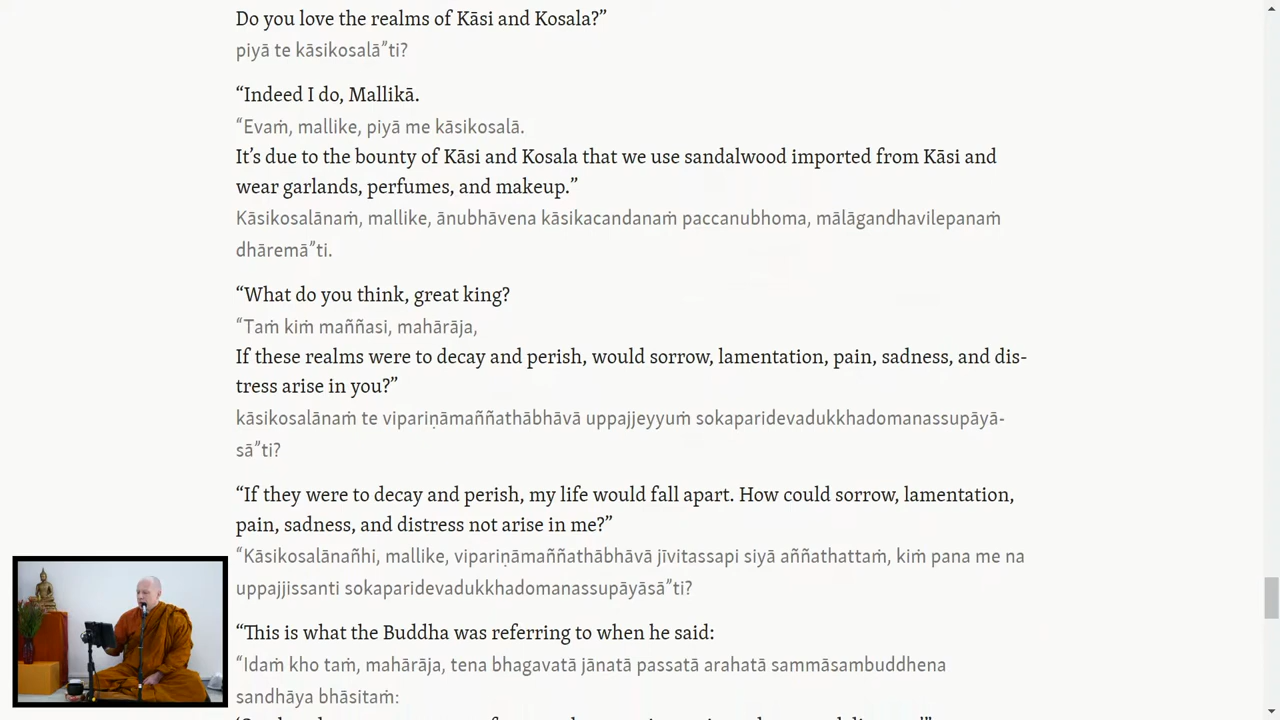 Do you love the realms of Kāsi and Kosala?”
piyā te kāsikosalā”ti?
“Indeed I do, Mallikā.
“Evaṁ, mallike, piyā me kāsikosalā.
It’s due to the bounty of Kāsi and Kosala that we use sandalwood imported from Kāsi and
wear garlands, perfumes, and makeup.”
Kāsikosalānaṁ, mallike, ānubhāvena kāsikacandanaṁ paccanubhoma, mālāgandhavilepanaṁ
dhāremā”ti.
“What do you think, great king?
“Taṁ kiṁ maññasi, mahārāja,
If these realms were to decay and perish, would sorrow, lamentation, pain, sadness, and dis-
tress arise in you?”
kāsikosalānaṁ te vipariṇāmaññathābhāvā uppajjeyyuṁ sokaparidevadukkhadomanassupāyā-
sā”ti?
“If they were to decay and perish, my life would fall apart. How could sorrow, lamentation,
pain, sadness, and distress not arise in me?”
“Kāsikosalānañhi, mallike, vipariṇāmaññathābhāvā jīvitassapi siyā aññathattaṁ, kiṁ pana me na
uppajjissanti sokaparidevadukkhadomanassupāyāsā”ti?
“This is what the Buddha was referring to when he said:
“Idaṁ kho taṁ, mahārāja, tena bhagavatā jānatā passatā arahatā sammāsambuddhena
sandhāya bhāsitaṁ: